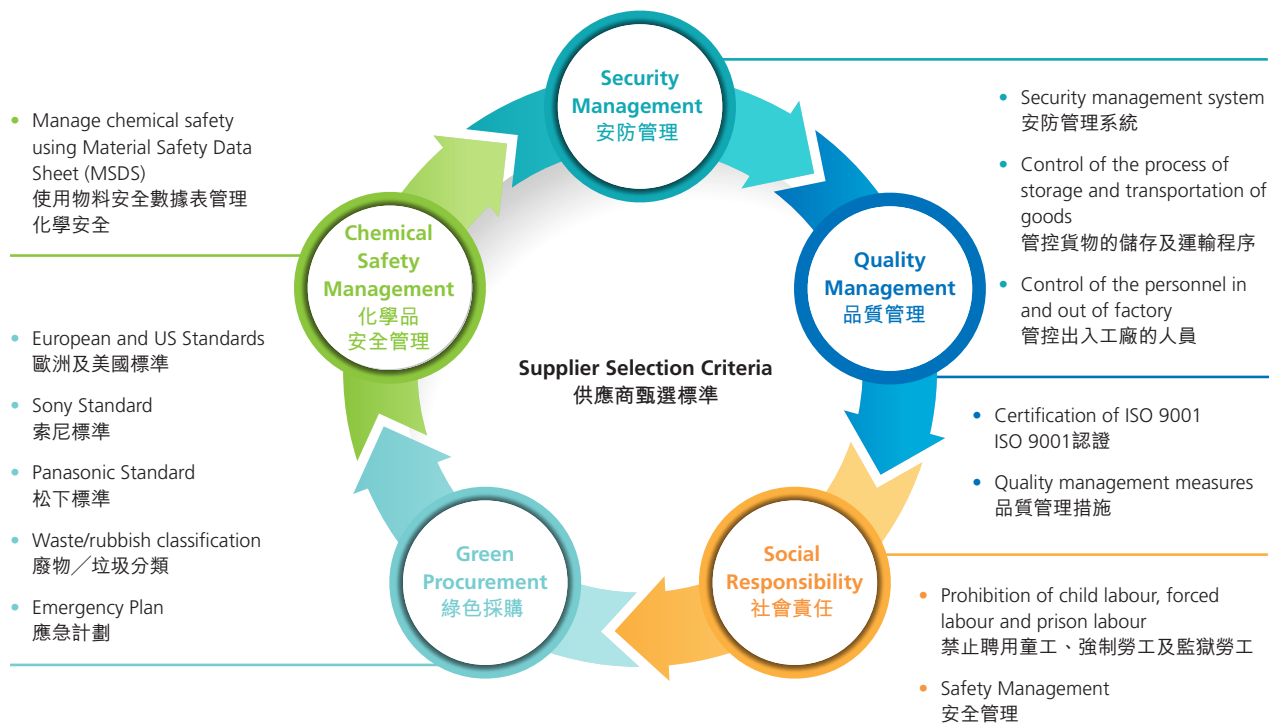 Security
Management
安防管理
• Security management system
安防管理系統
• Control of the process of
storage and transportation of
goods
管控貨物的儲存及運輸程序
• Control of the personnel in
and out of factory
管控出入工廠的人員
Quality
Management
品質管理
• Certification of ISO 9001
ISO 9001認證
• Quality management measures
品質管理措施
Social
Responsibility
社會責任
• Prohibition of child labour, forced
labour and prison labour
禁止聘用童工、強制勞工及監獄勞工
• Safety Management
安全管理
Green
Procurement
綠色採購
• European and US Standards
歐洲及美國標準
• Sony Standard
索尼標準
• Panasonic Standard
松下標準
• Waste/rubbish classification
廢物／垃圾分類
• Emergency Plan
應急計劃
Chemical
Safety
Management
化學品
安全管理
• Manage chemical safety
using Material Safety Data
Sheet (MSDS)
使用物料安全數據表管理
化學安全
Supplier Selection Criteria
供應商甄選標準